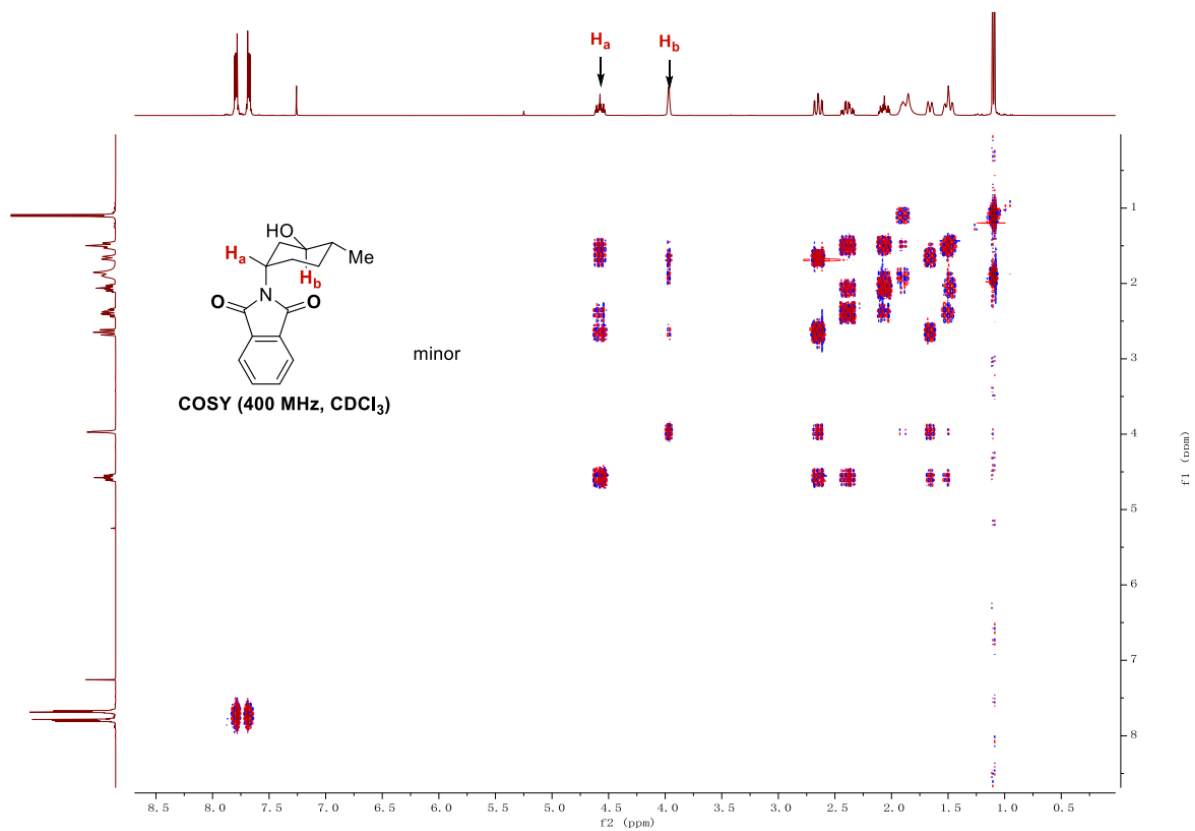 Ha
Hb
HO
Me
Ha
Hb
N
O
O
minor
COSY (400 MHz, CDCl3)
1
2
3
4
5
6
7
8
f1 (ppm)
8.5 8.0 7.5 7.0 6.5 6.0 5.5 5.0 4.5 4.0 3.5 3.0 2.5 2.0 1.5 1.0 0.5
f2 (ppm)